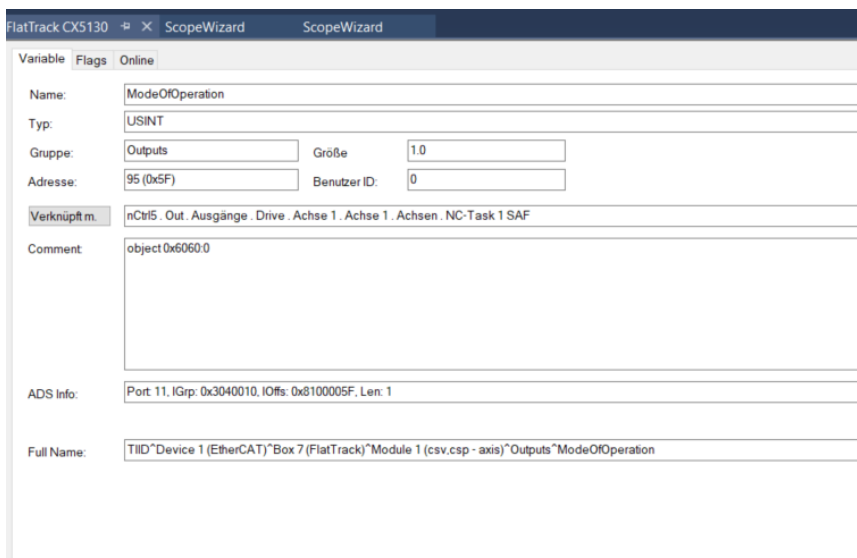 FlatTrack CX5130 ScopeWizard ScopeWizard
Variable Flags Online
Name: ModeOfOperation
Typ: USINT
Gruppe: Outputs Größe 1.0
Adresse: 95 (0x5F) Benutzer ID: 0
Verknüpft m. nCtrl5 . Out . Ausgänge . Drive . Achse 1 . Achse 1 . Achsen . NC-Task 1 SAF
Comment: object 0x6060:0
ADS Info: Port: 11, IGrp: 0x3040010, IOffs: 0x8100005F, Len: 1
Full Name: TIID^Device 1 (EtherCAT)^Box 7 (FlatTrack)^Module 1 (csv,csp - axis)^Outputs^ModeOfOperation